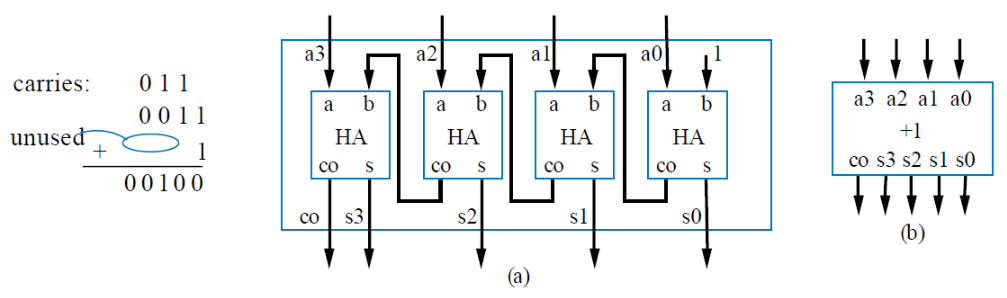 carries: 0 1 1
0 0 1 1
unused
+ 1
0 0 1 0 0
a3 a2 a1 a0 1
a b a b a b a b
HA HA HA HA
co s co s co s co s
co s3 s2 s1 s0
(a)
a3 a2 a1 a0
+1
co s3 s2 s1 s0
(b)